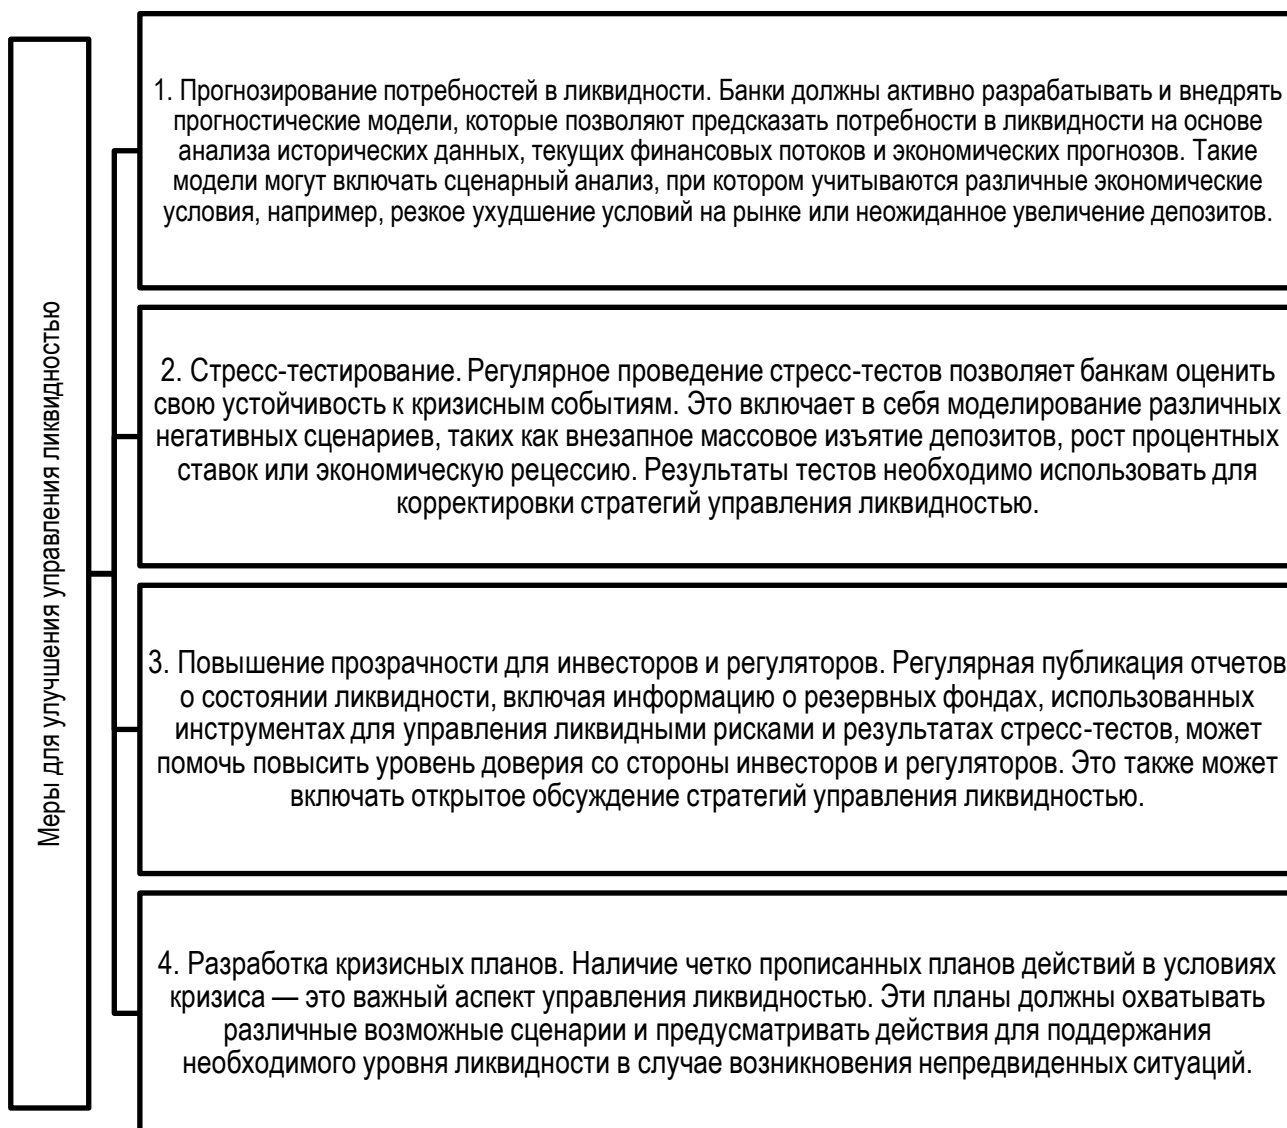 Меры для улучшения управления ликвидностью
1. Прогнозирование потребностей в ликвидности. Банки должны активно разрабатывать и внедрять
прогностические модели, которые позволяют предсказать потребности в ликвидности на основе
анализа исторических данных, текущих финансовых потоков и экономических прогнозов. Такие
модели могут включать сценарный анализ, при котором учитываются различные экономические
условия, например, резкое ухудшение условий на рынке или неожиданное увеличение депозитов.
2. Стресс-тестирование. Регулярное проведение стресс-тестов позволяет банкам оценить
свою устойчивость к кризисным событиям. Это включает в себя моделирование различных
негативных сценариев, таких как внезапное массовое изъятие депозитов, рост процентных
ставок или экономическую рецессию. Результаты тестов необходимо использовать для
корректировки стратегий управления ликвидностью.
3. Повышение прозрачности для инвесторов и регуляторов. Регулярная публикация отчетов
о состоянии ликвидности, включая информацию о резервных фондах, использованных
инструментах для управления ликвидными рисками и результатах стресс-тестов, может
помочь повысить уровень доверия со стороны инвесторов и регуляторов. Это также может
включать открытое обсуждение стратегий управления ликвидностью.
4. Разработка кризисных планов. Наличие четко прописанных планов действий в условиях
кризиса — это важный аспект управления ликвидностью. Эти планы должны охватывать
различные возможные сценарии и предусматривать действия для поддержания
необходимого уровня ликвидности в случае возникновения непредвиденных ситуаций.